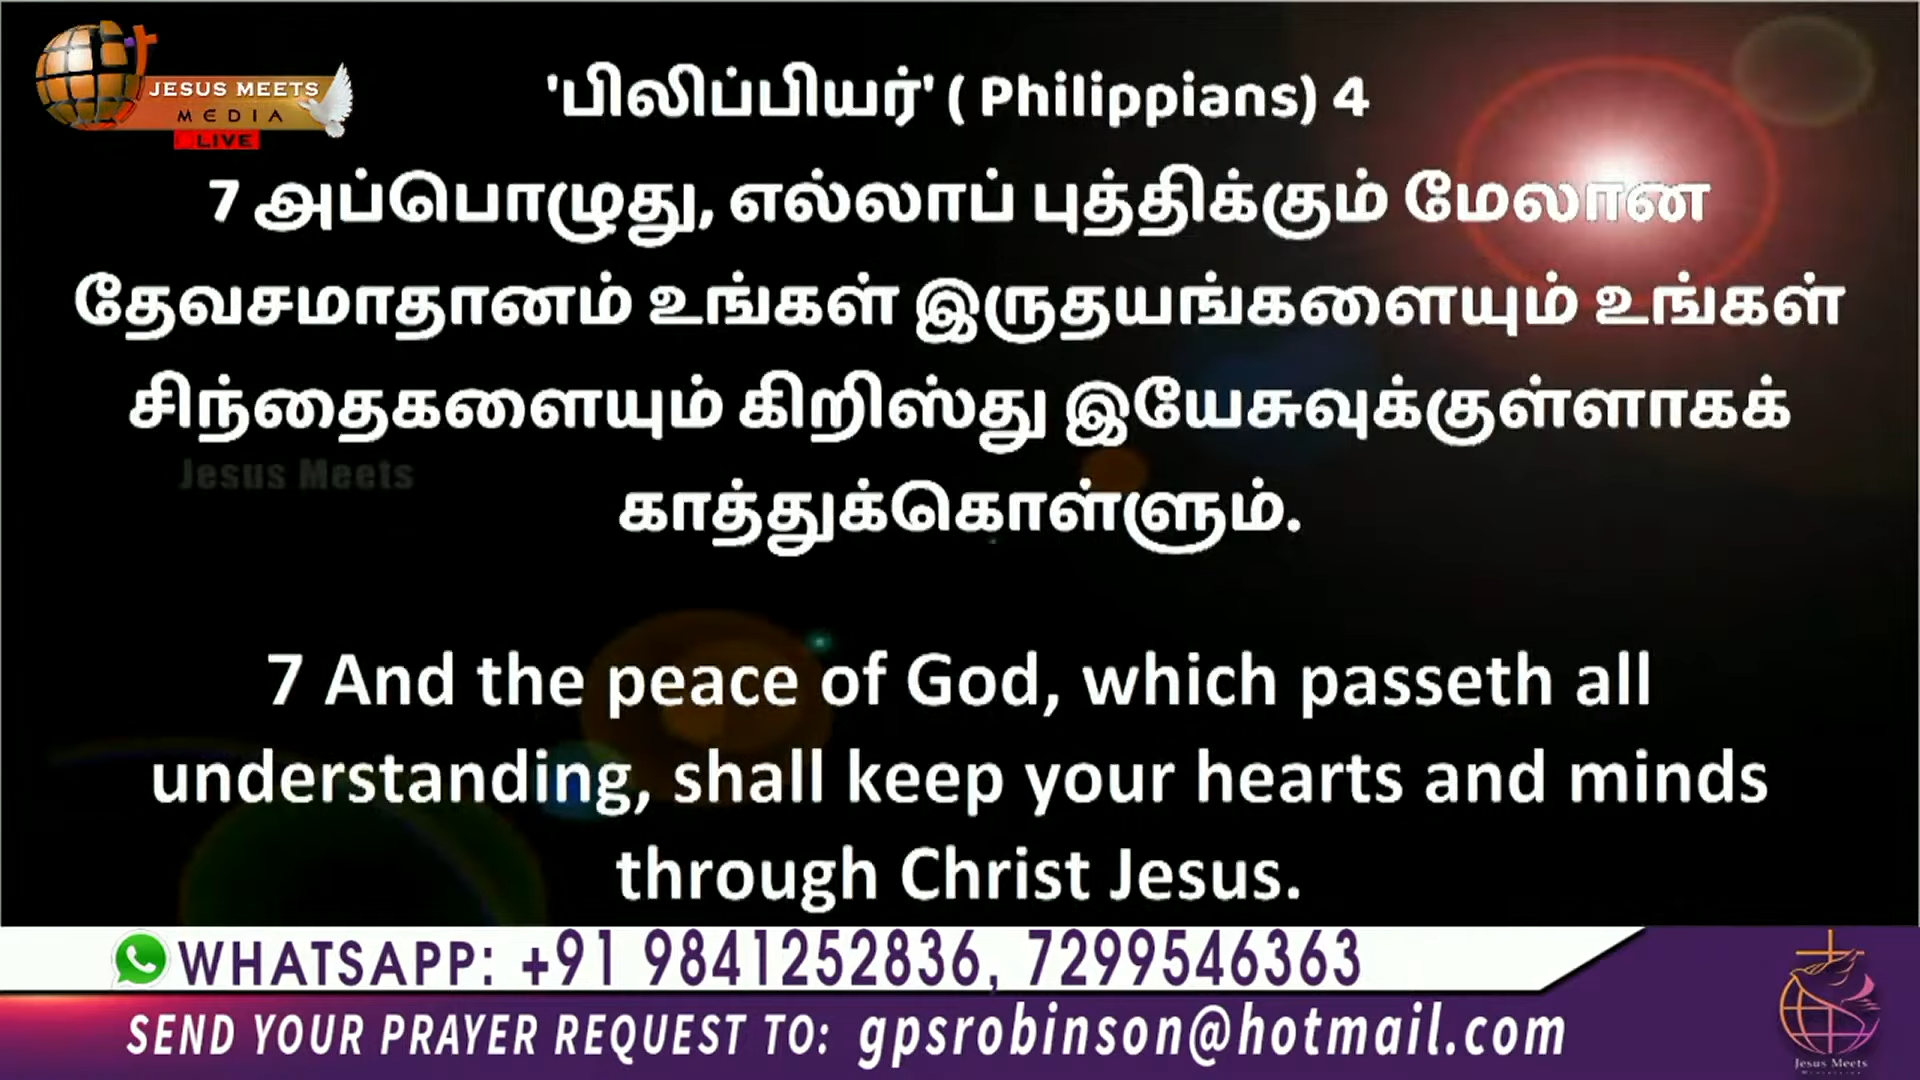 JESUS MEETS
MEDIA
LIVE
'பிலிப்பியர்' ( Philippians) 4
7 அப்பொழுது, எல்லாப் புத்திக்கும் மேலான
தேவசமாதானம் உங்கள் இருதயங்களையும் உங்கள்
சிந்தைகளையும் கிறிஸ்து இயேசுவுக்குள்ளாகக்
Jesus Meets
காத்துக்கொள்ளும்.
7 And the peace of God, which passeth all
understanding, shall keep your hearts and minds
through Christ Jesus.
WHATSAPP: +91 9841252836, 7299546363
SEND YOUR PRAYER REQUEST TO: gpsrobinson@hotmail.com
Jesus Meets